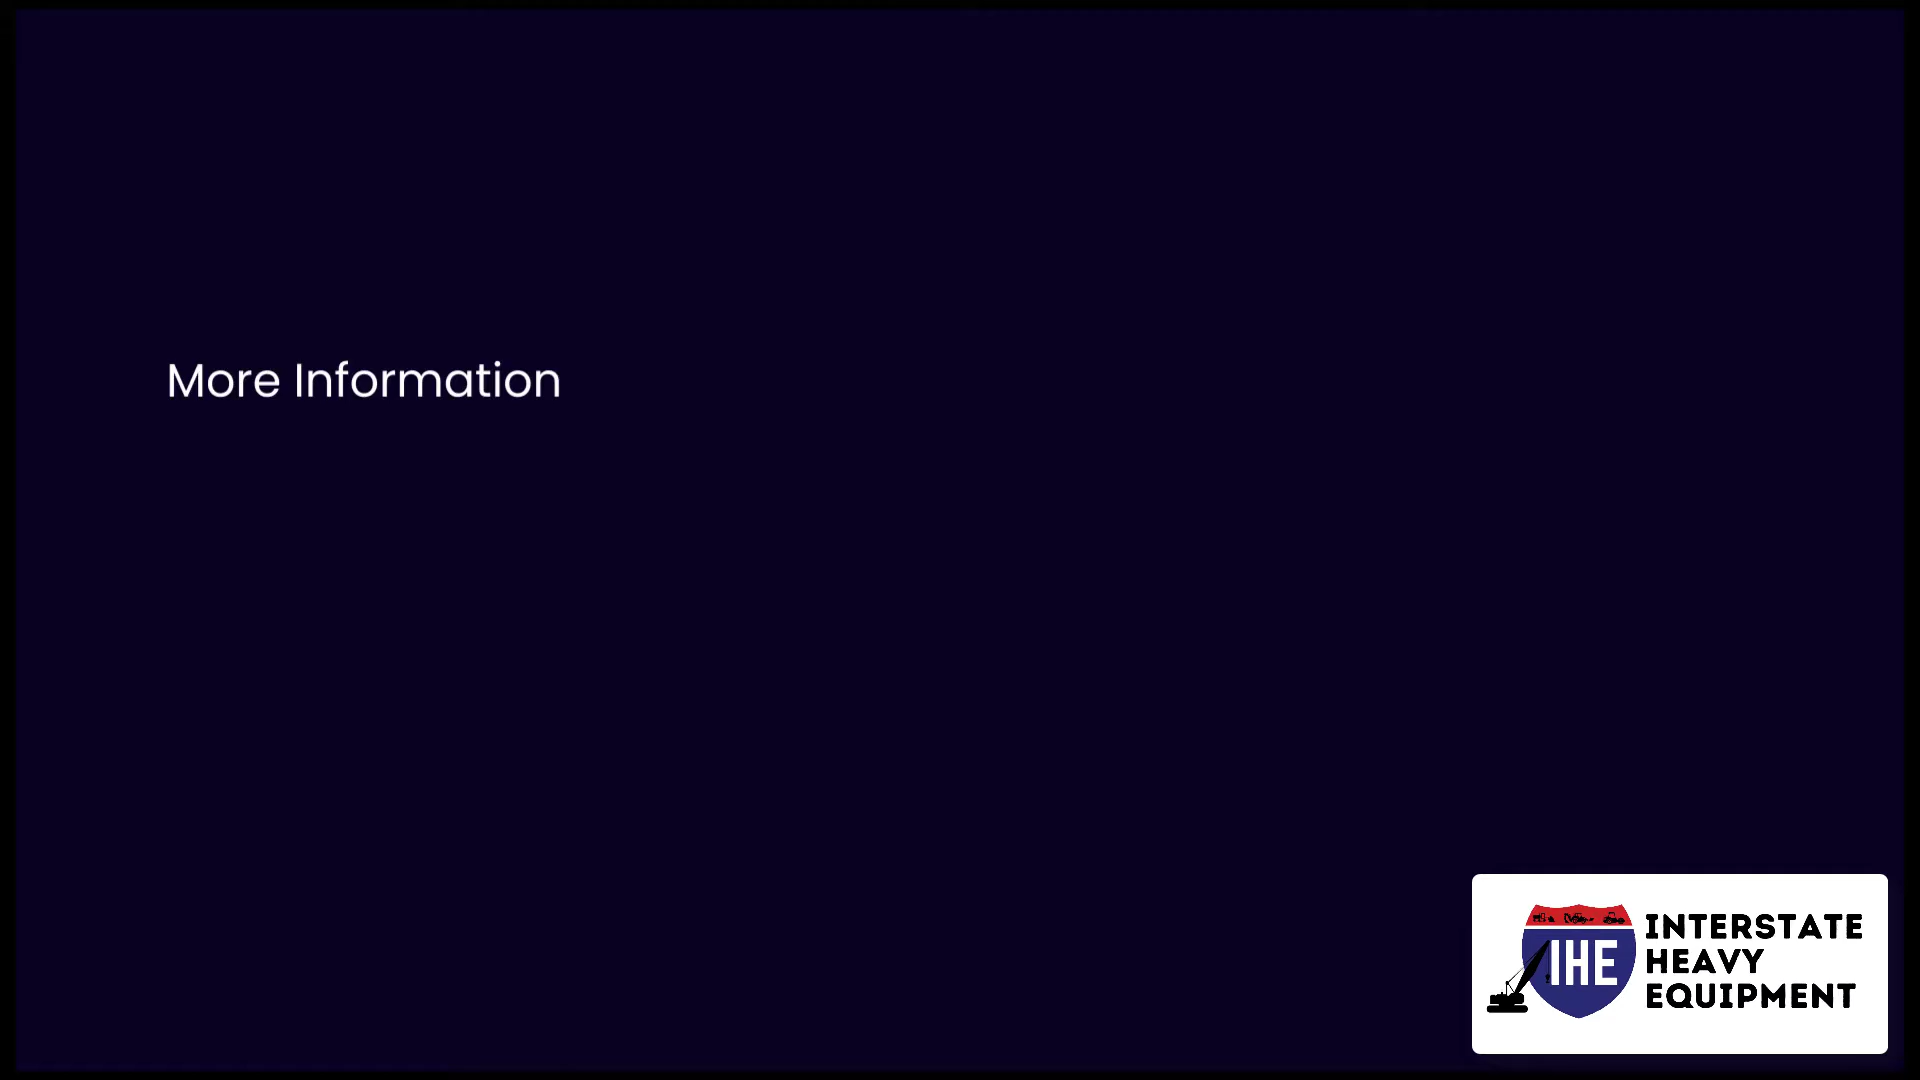 More Information
IHE
INTERSTATE
HEAVY
EQUIPMENT